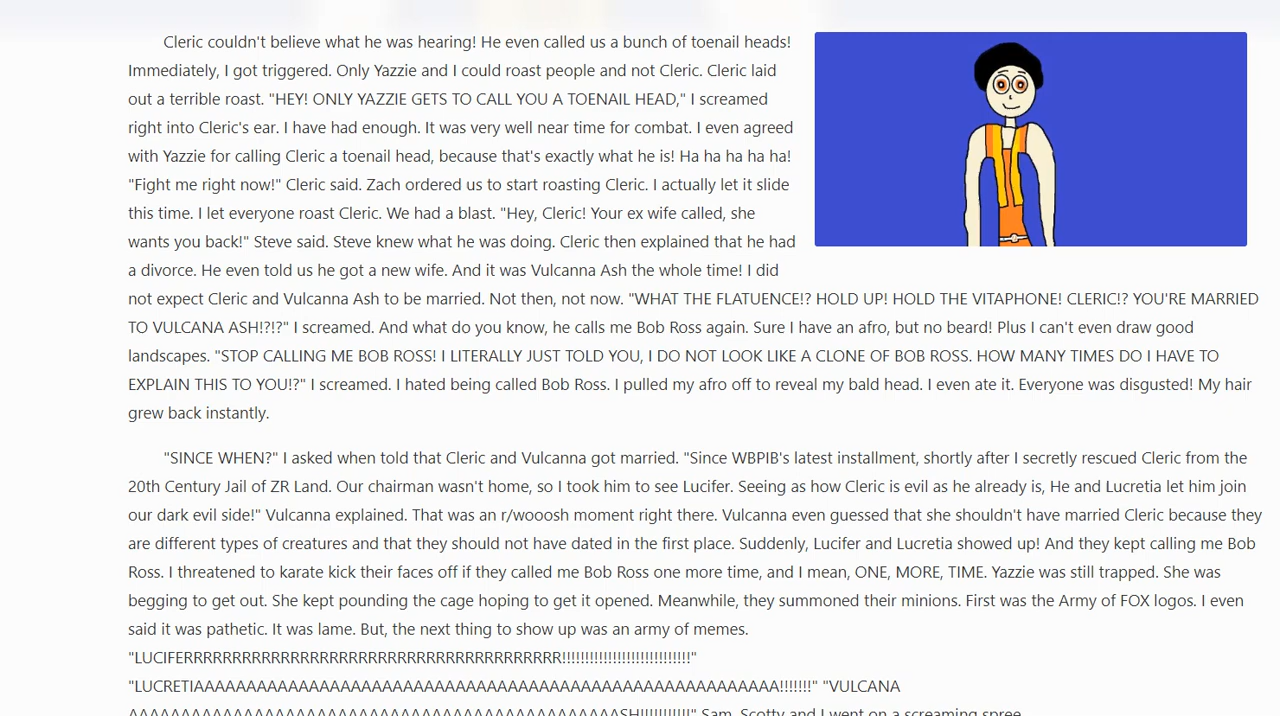 Cleric couldn't believe what he was hearing! He even called us a bunch of toenail heads!
Immediately, I got triggered. Only Yazzie and I could roast people and not Cleric. Cleric laid
out a terrible roast. "HEY! ONLY YAZZIE GETS TO CALL YOU A TOENAIL HEAD," I screamed
right into Cleric's ear. I have had enough. It was very well near time for combat. I even agreed
with Yazzie for calling Cleric a toenail head, because that's exactly what he is! Ha ha ha ha ha!
"Fight me right now!" Cleric said. Zach ordered us to start roasting Cleric. I actually let it slide
this time. I let everyone roast Cleric. We had a blast. "Hey, Cleric! Your ex wife called, she
wants you back!" Steve said. Steve knew what he was doing. Cleric then explained that he had
a divorce. He even told us he got a new wife. And it was Vulcanna Ash the whole time! I did
not expect Cleric and Vulcanna Ash to be married. Not then, not now. "WHAT THE FLATUENCE!? HOLD UP! HOLD THE VITAPHONE! CLERIC!? YOU'RE MARRIED
TO VULCANA ASH!?!?" I screamed. And what do you know, he calls me Bob Ross again. Sure I have an afro, but no beard! Plus I can't even draw good
landscapes. "STOP CALLING ME BOB ROSS! I LITERALLY JUST TOLD YOU, I DO NOT LOOK LIKE A CLONE OF BOB ROSS. HOW MANY TIMES DO I HAVE TO
EXPLAIN THIS TO YOU!?" I screamed. I hated being called Bob Ross. I pulled my afro off to reveal my bald head. I even ate it. Everyone was disgusted! My hair
grew back instantly.
"SINCE WHEN?" I asked when told that Cleric and Vulcanna got married. "Since WBPIB's latest installment, shortly after I secretly rescued Cleric from the
20th Century Jail of ZR Land. Our chairman wasn't home, so I took him to see Lucifer. Seeing as how Cleric is evil as he already is, He and Lucretia let him join
our dark evil side!" Vulcanna explained. That was an r/wooosh moment right there. Vulcanna even guessed that she shouldn't have married Cleric because they
are different types of creatures and that they should not have dated in the first place. Suddenly, Lucifer and Lucretia showed up! And they kept calling me Bob
Ross. I threatened to karate kick their faces off if they called me Bob Ross one more time, and I mean, ONE, MORE, TIME. Yazzie was still trapped. She was
begging to get out. She kept pounding the cage hoping to get it opened. Meanwhile, they summoned their minions. First was the Army of FOX logos. I even
said it was pathetic. It was lame. But, the next thing to show up was an army of memes.
"LUCIFERRRRRRRRRRRRRRRRRRRRRRRRRRRRRRRRRRRRRRR!!!!!!!!!!!!!!!!!!!!!!!!!!!"
"LUCRETIAAAAAAAAAAAAAAAAAAAAAAAAAAAAAAAAAAAAAAAAAAAAAAAAAAAAAAAAA!!!!!!!" "VULCANA
AAAAAAAAAAAAAAAAAAAAAAAAAAAAAAAAAAAAAAAAAAAAAAASH!!!!!!!!!!!" Sam, Scotty and I went on a screaming spree.